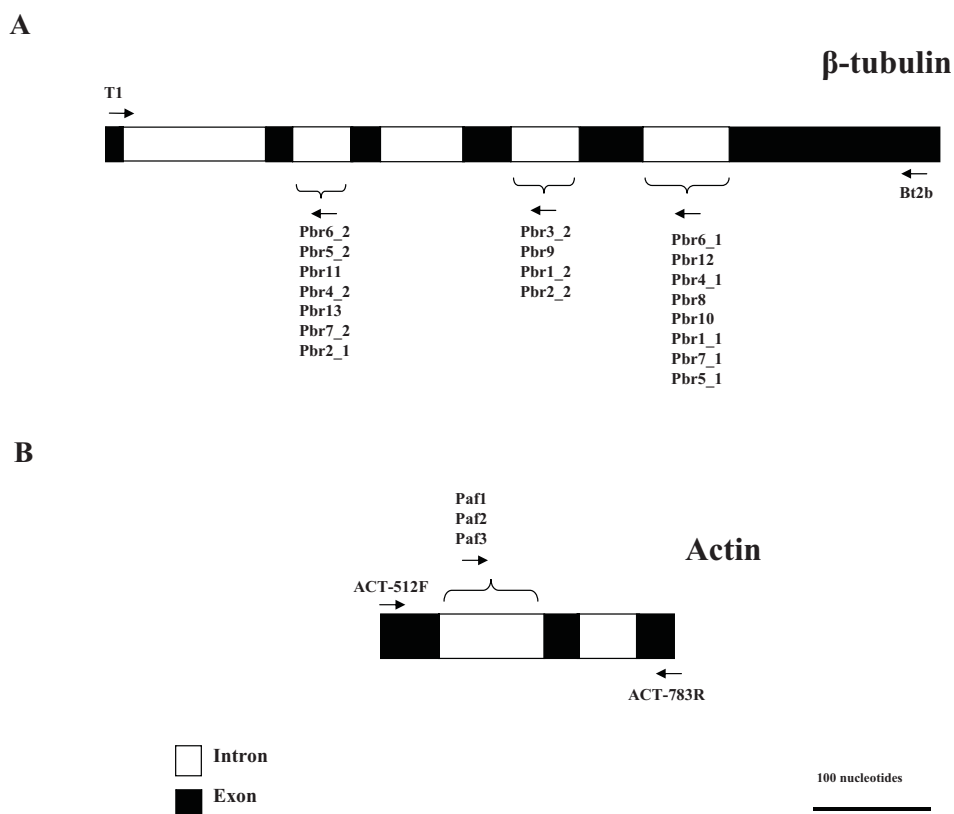 A
β-tubulin
T1
Bt2b
Pbr6_2
Pbr5_2
Pbr11
Pbr4_2
Pbr13
Pbr7_2
Pbr2_1
Pbr3_2
Pbr9
Pbr1_2
Pbr2_2
Pbr6_1
Pbr12
Pbr4_1
Pbr8
Pbr10
Pbr1_1
Pbr7_1
Pbr5_1
B
Paf1
Paf2
Paf3
Actin
ACT-512F
ACT-783R
Intron
Exon
100 nucleotides